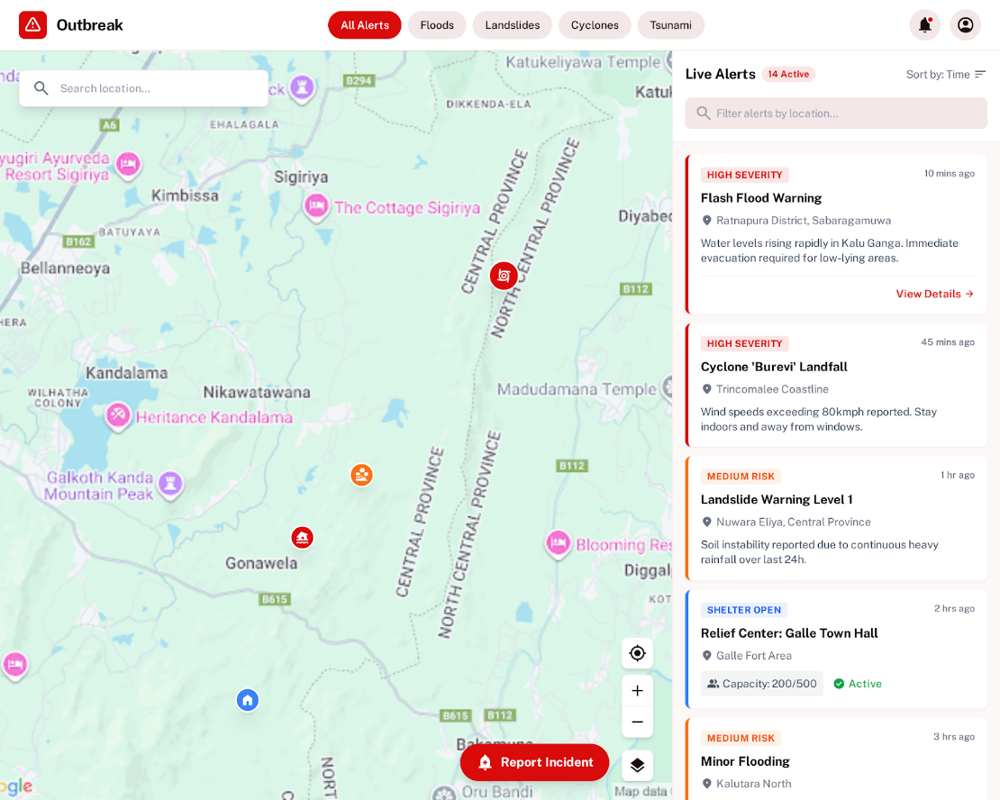 Outbreak
All Alerts
Floods
Landslides
Cyclones
Tsunami
Search location...
ck
B294
Katukeliyawa Temple
Katuk
DIKKENDA-ELA
A6
EHALAGALA
yugiri Ayurveda
Resort Sigiriya
Sigiriya
Kimbissa
The Cottage Sigiriya
CENTRAL PROVINCE
NORTH CENTRAL PROVINCE
Diyabec
BATUYAYA
B162
Bellanneoya
B112
HERA
Kandalama
WILHATHA
COLONY
Nikawatawana
Madudamana Temple
Heritance Kandalama
Galkoth Kanda
Mountain Peak
B112
CENTRAL PROVINCE
NORTH CENTRAL PROVINCE
Blooming Res
Gonawela
Diggalp
B615
KOT
B615
B112
Bakamuna
NORT
C
Oru Bandi
ogle
Map data
Report Incident
Live Alerts
14 Active
Sort by: Time
Filter alerts by location...
HIGH SEVERITY
10 mins ago
Flash Flood Warning
Ratnapura District, Sabaragamuwa
Water levels rising rapidly in Kalu Ganga. Immediate
evacuation required for low-lying areas.
View Details →
HIGH SEVERITY
45 mins ago
Cyclone 'Burevi' Landfall
Trincomalee Coastline
Wind speeds exceeding 80kmph reported. Stay
indoors and away from windows.
MEDIUM RISK
1 hr ago
Landslide Warning Level 1
Nuwara Eliya, Central Province
Soil instability reported due to continuous heavy
rainfall over last 24h.
SHELTER OPEN
2 hrs ago
Relief Center: Galle Town Hall
Galle Fort Area
Capacity: 200/500
Active
MEDIUM RISK
3 hrs ago
Minor Flooding
Kalutara North